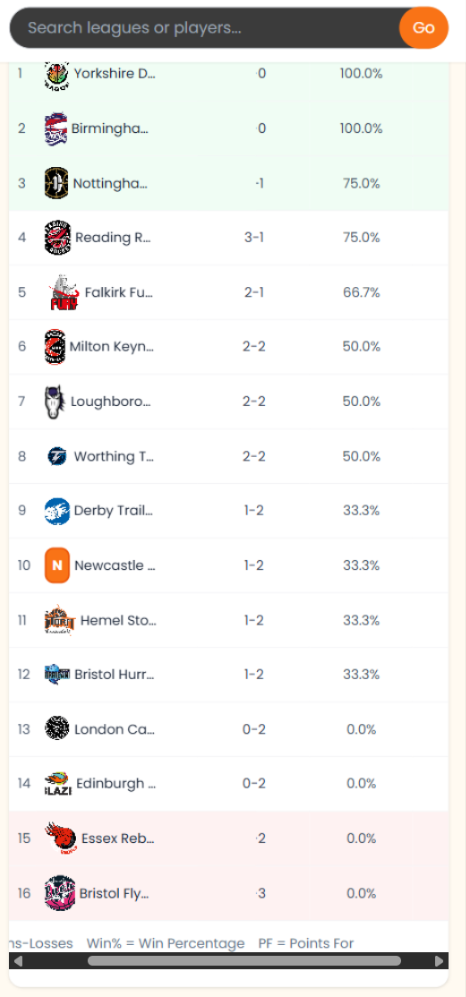 Search leagues or players... Go
1 Yorkshire D... 0 100.0%
2 Birmingha... 0 100.0%
3 Nottingha... -1 75.0%
4 Reading R... 3-1 75.0%
5 FURY Falkirk Fu... 2-1 66.7%
6 Milton Keyn... 2-2 50.0%
7 Loughboro... 2-2 50.0%
8 Worthing T... 2-2 50.0%
9 Derby Trail... 1-2 33.3%
10 N Newcastle ... 1-2 33.3%
11 Hemel Sto... 1-2 33.3%
12 Bristol Hurr... 1-2 33.3%
13 London Ca... 0-2 0.0%
14 LAZI Edinburgh ... 0-2 0.0%
15 Essex Reb... 2 0.0%
16 Bristol Fly... 3 0.0%
ns-Losses Win% = Win Percentage PF = Points For